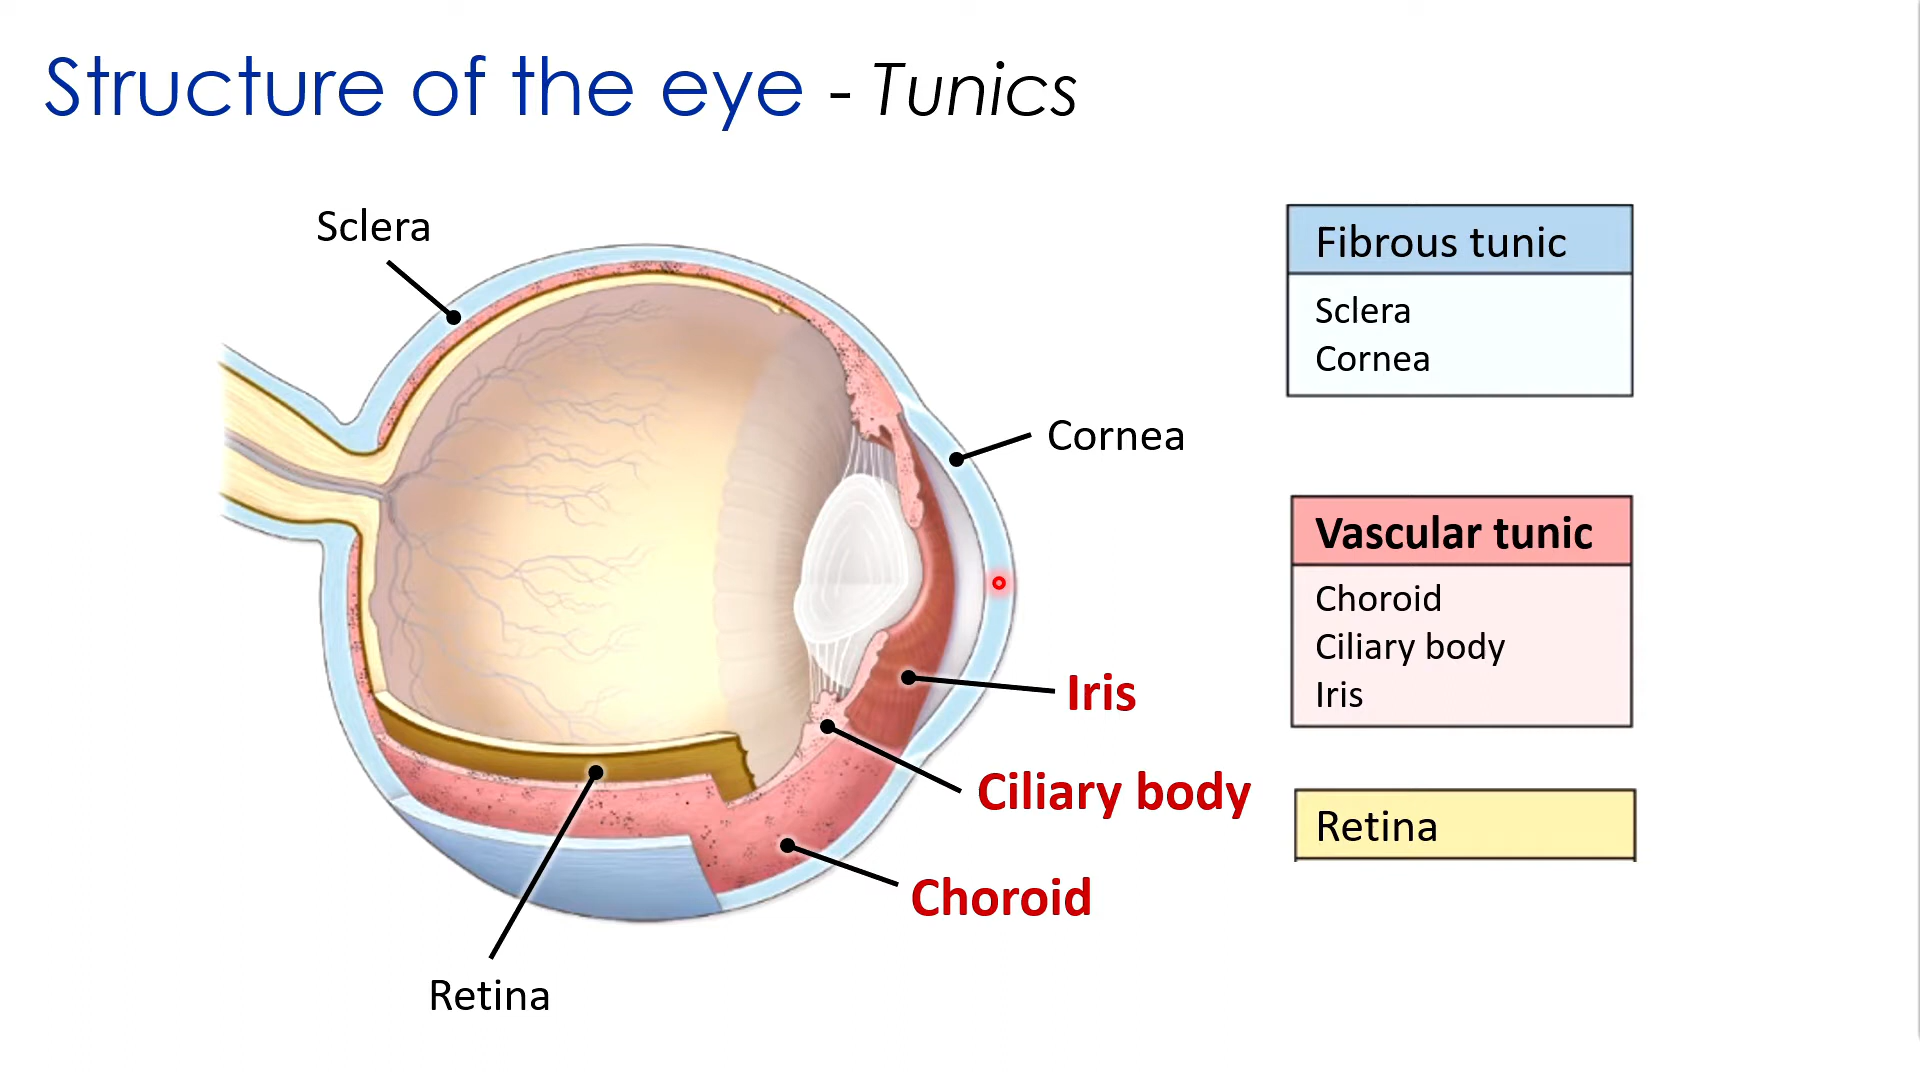 Structure of the eye - Tunics
Sclera
Cornea
Iris
Ciliary body
Choroid
Retina
Fibrous tunic
Sclera
Cornea
Vascular tunic
Choroid
Ciliary body
Iris
Retina